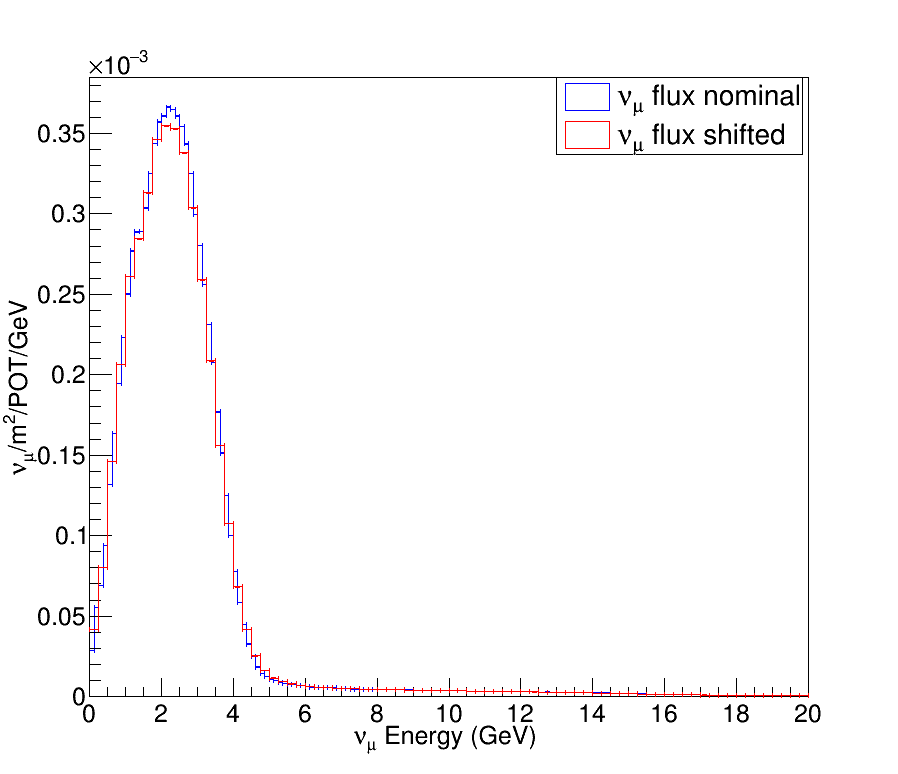 ×10⁻³
ν_μ flux nominal
ν_μ flux shifted
0.35
0.3
0.25
0.2
0.15
0.1
0.05
0
ν_μ/m²/POT/GeV
0 2 4 6 8 10 12 14 16 18 20
ν_μ Energy (GeV)